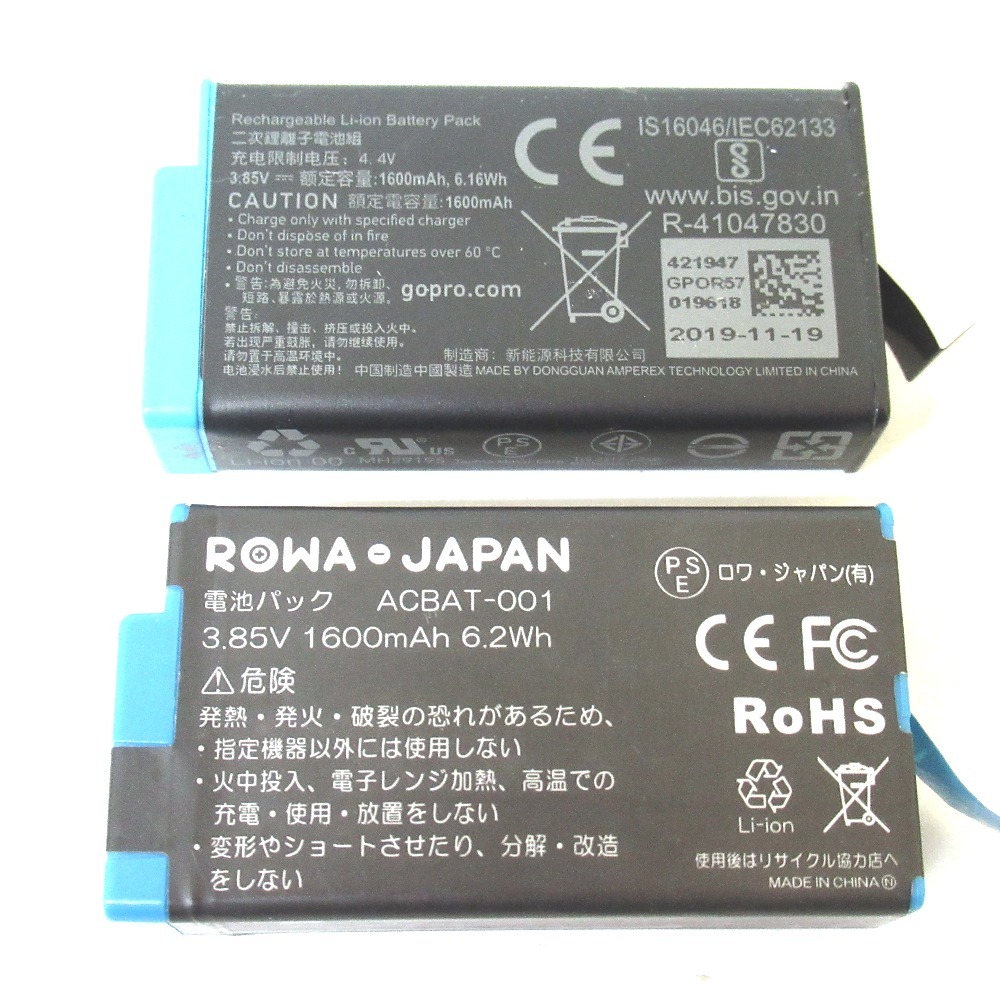 Rechargeable Li-ion Battery Pack
二次鋰離子電池組
充电限制电压：4.4V
3.85V ⎓ 额定容量:1600mAh, 6.16Wh
CAUTION 額定電容量:1600mAh
• Charge only with specified charger
• Don't dispose of in fire
• Don't store at temperatures over 60 °C
• Don't disassemble
• 警告:為避免火災,勿拆卸、
短路、暴露於熱源或火源。
gopro.com
警告:
禁止拆解、撞击、挤压或投入火中。
若出现严重鼓胀，请勿继续使用。
请勿置于高温环境中。
电池浸水后禁止使用！
制造商：新能源科技有限公司
中国制造中國製造 MADE BY DONGGUAN AMPEREX TECHNOLOGY LIMITED IN CHINA
CE
IS16046/IEC62133
www.bis.gov.in
R-41047830
421947
GPOR57
019618
2019-11-19
Li-ion 00
c RU US
MH29195
PSE
ROWA JAPAN
電池パック ACBAT-001
3.85V 1600mAh 6.2Wh
⚠危険
発熱・発火・破裂の恐れがあるため、
・指定機器以外には使用しない
・火中投入、電子レンジ加熱、高温での
充電・使用・放置をしない
・変形やショートさせたり、分解・改造
をしない
PSE ロワ・ジャパン(有)
CE FC
RoHS
Li-ion
使用後はリサイクル協力店へ
MADE IN CHINA Ⓝ